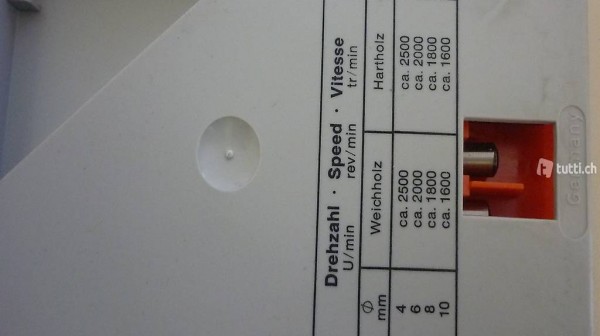 Drehzahl · Speed · Vitesse
U/min rev/min tr/min
Ø mm Weichholz Hartholz
4 ca. 2500 ca. 2500
6 ca. 2000 ca. 2000
8 ca. 1800 ca. 1800
10 ca. 1600 ca. 1600
Germany
tutti.ch